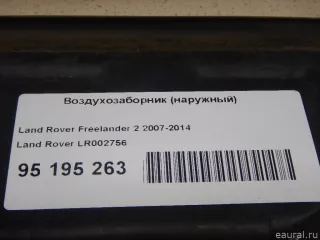 Воздухозаборник (наружный)
Land Rover Freelander 2 2007-2014
Land Rover LR002756
95 195 263
eaural.ru